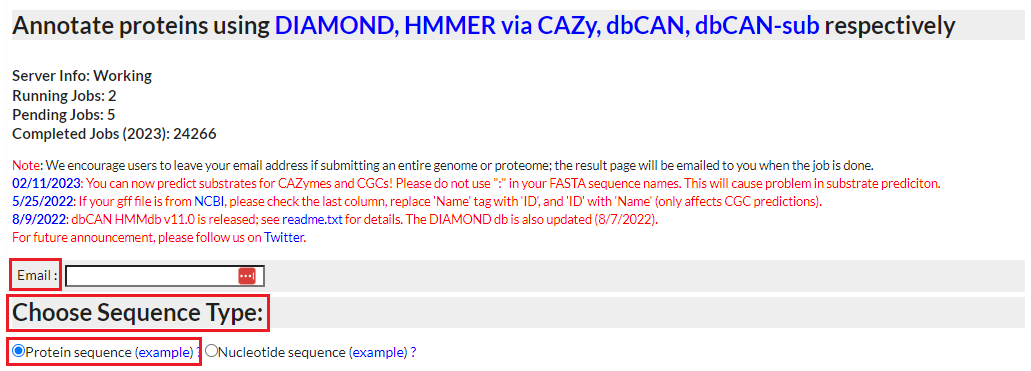 Annotate proteins using DIAMOND, HMMER via CAZy, dbCAN, dbCAN-sub respectively
Server Info: Working
Running Jobs: 2
Pending Jobs: 5
Completed Jobs (2023): 24266
Note: We encourage users to leave your email address if submitting an entire genome or proteome; the result page will be emailed to you when the job is done.
02/11/2023: You can now predict substrates for CAZymes and CGCs! Please do not use ":" in your FASTA sequence names. This will cause problem in substrate prediciton.
5/25/2022: If your gff file is from NCBI, please check the last column, replace 'Name' tag with 'ID', and 'ID' with 'Name' (only affects CGC predictions).
8/9/2022: dbCAN HMMdb v11.0 is released; see readme.txt for details. The DIAMOND db is also updated (8/7/2022).
For future announcement, please follow us on Twitter.
Email :
Choose Sequence Type:
Protein sequence (example) ? Nucleotide sequence (example) ?